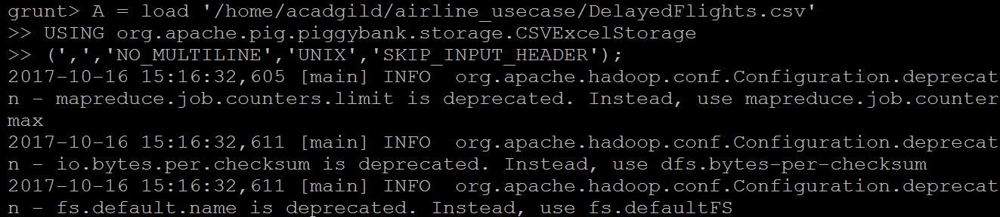 grunt> A = load '/home/acadgild/airline_usecase/DelayedFlights.csv'
>> USING org.apache.pig.piggybank.storage.CSVExcelStorage
>> (',','NO_MULTILINE','UNIX','SKIP_INPUT_HEADER');
2017-10-16 15:16:32,605 [main] INFO  org.apache.hadoop.conf.Configuration.deprecat
n - mapreduce.job.counters.limit is deprecated. Instead, use mapreduce.job.counter
max
2017-10-16 15:16:32,611 [main] INFO  org.apache.hadoop.conf.Configuration.deprecat
n - io.bytes.per.checksum is deprecated. Instead, use dfs.bytes-per-checksum
2017-10-16 15:16:32,611 [main] INFO  org.apache.hadoop.conf.Configuration.deprecat
n - fs.default.name is deprecated. Instead, use fs.defaultFS